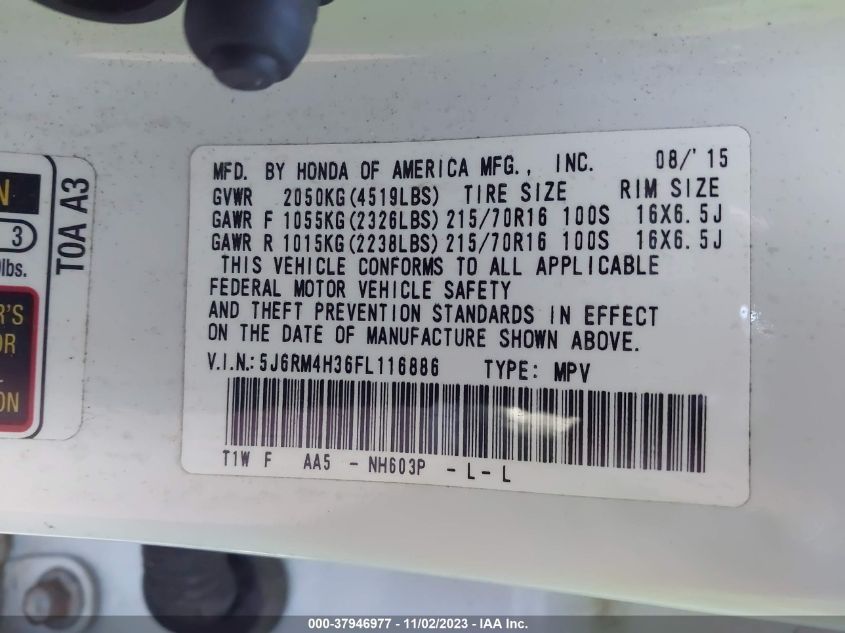 MFD. BY HONDA OF AMERICA MFG., INC. 08/'15
GVWR 2050KG(4519LBS) TIRE SIZE RIM SIZE
GAWR F 1055KG(2326LBS) 215/70R16 100S 16X6.5J
GAWR R 1015KG(2238LBS) 215/70R16 100S 16X6.5J
THIS VEHICLE CONFORMS TO ALL APPLICABLE
FEDERAL MOTOR VEHICLE SAFETY
AND THEFT PREVENTION STANDARDS IN EFFECT
ON THE DATE OF MANUFACTURE SHOWN ABOVE.
V.I.N.: 5J6RM4H36FL116886 TYPE: MPV
T1W F AA5 - NH603P - L - L
TOA A3
3
lbs.
000-37946977 - 11/02/2023 - IAA Inc.